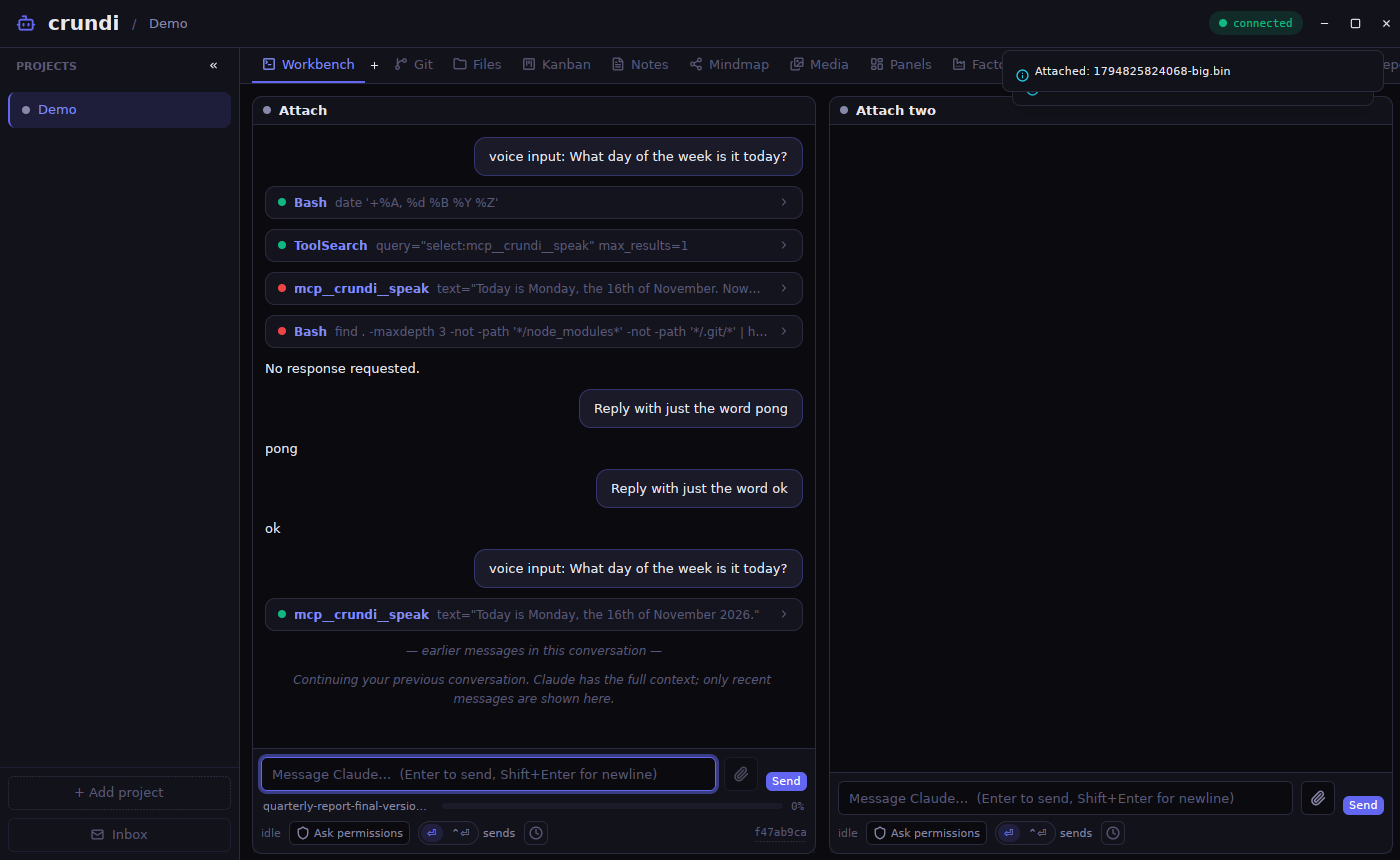 crundi / Demo
connected
PROJECTS «
Demo
+ Add project
Inbox
Workbench + Git Files Kanban Notes Mindmap Media Panels
Attached: 1794825824068-big.bin
Attach
voice input: What day of the week is it today?
Bash date '+%A, %d %B %Y %Z'
ToolSearch query="select:mcp__crundi__speak" max_results=1
mcp__crundi__speak text="Today is Monday, the 16th of November. Now…
Bash find . -maxdepth 3 -not -path '*/node_modules*' -not -path '*/.git/*' | h…
No response requested.
Reply with just the word pong
pong
Reply with just the word ok
ok
voice input: What day of the week is it today?
mcp__crundi__speak text="Today is Monday, the 16th of November 2026."
— earlier messages in this conversation —
Continuing your previous conversation. Claude has the full context; only recent
messages are shown here.
Message Claude… (Enter to send, Shift+Enter for newline)
Send
quarterly-report-final-versio… 0%
idle Ask permissions ⏎ ⌃⏎ sends f47ab9ca
Attach two
Message Claude… (Enter to send, Shift+Enter for newline)
Send
idle Ask permissions ⏎ ⌃⏎ sends